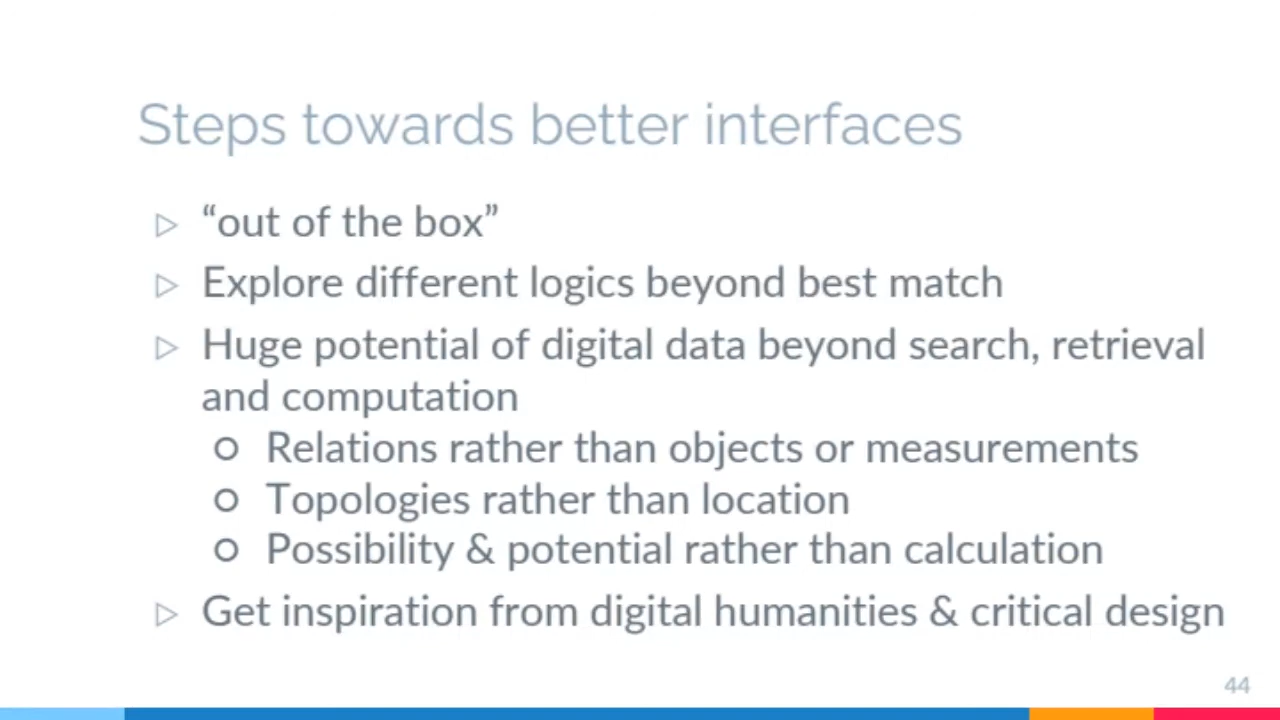 Steps towards better interfaces
▷ “out of the box”
▷ Explore different logics beyond best match
▷ Huge potential of digital data beyond search, retrieval
and computation
○ Relations rather than objects or measurements
○ Topologies rather than location
○ Possibility & potential rather than calculation
▷ Get inspiration from digital humanities & critical design
44